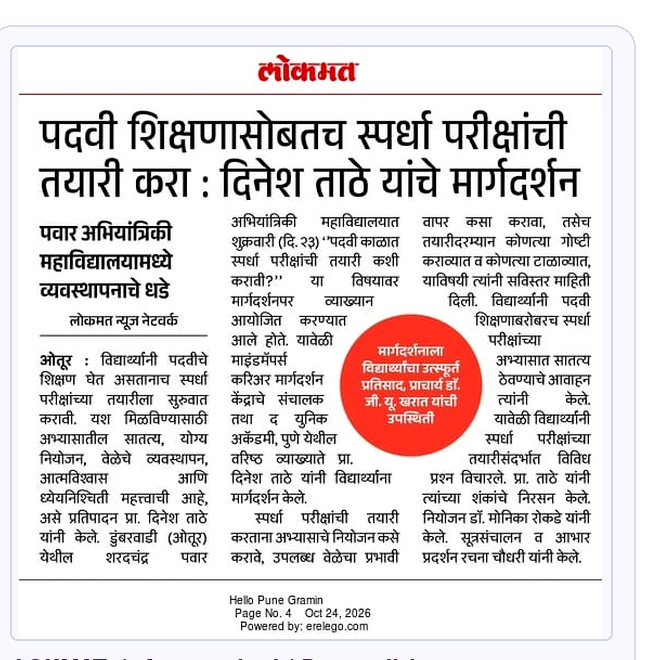 लोकमत
पदवी शिक्षणासोबतच स्पर्धा परीक्षांची
तयारी करा : दिनेश ताठे यांचे मार्गदर्शन
पवार अभियांत्रिकी
महाविद्यालयामध्ये
व्यवस्थापनाचे धडे
लोकमत न्यूज नेटवर्क
ओतूर : विद्यार्थ्यांनी पदवीचे
शिक्षण घेत असतानाच स्पर्धा
परीक्षांच्या तयारीला सुरुवात
करावी. यश मिळविण्यासाठी
अभ्यासातील सातत्य, योग्य
नियोजन, वेळेचे व्यवस्थापन,
आत्मविश्वास आणि
ध्येयनिश्चिती महत्त्वाची आहे,
असे प्रतिपादन प्रा. दिनेश ताठे
यांनी केले. डुंबरवाडी (ओतूर)
येथील शरदचंद्र पवार
अभियांत्रिकी महाविद्यालयात
शुक्रवारी (दि. २३) ‘‘पदवी काळात
स्पर्धा परीक्षांची तयारी कशी
करावी?’’ या विषयावर
मार्गदर्शनपर व्याख्यान
आयोजित करण्यात
आले होते. यावेळी
माइंडमॅपर्स
करिअर मार्गदर्शन
केंद्राचे संचालक
तथा द युनिक
अकॅडमी, पुणे येथील
वरिष्ठ व्याख्याते प्रा.
दिनेश ताठे यांनी विद्यार्थ्यांना
मार्गदर्शन केले.
स्पर्धा परीक्षांची तयारी
करताना अभ्यासाचे नियोजन कसे
करावे, उपलब्ध वेळेचा प्रभावी
मार्गदर्शनाला
विद्यार्थ्यांचा उत्स्फूर्त
प्रतिसाद, प्राचार्य डॉ.
जी. यू. खरात यांची
उपस्थिती
वापर कसा करावा, तसेच
तयारीदरम्यान कोणत्या गोष्टी
कराव्यात व कोणत्या टाळाव्यात,
याविषयी त्यांनी सविस्तर माहिती
दिली. विद्यार्थ्यांनी पदवी
शिक्षणाबरोबरच स्पर्धा
परीक्षांच्या
अभ्यासात सातत्य
ठेवण्याचे आवाहन
त्यांनी केले.
यावेळी विद्यार्थ्यांनी
स्पर्धा परीक्षांच्या
तयारीसंदर्भात विविध
प्रश्न विचारले. प्रा. ताठे यांनी
त्यांच्या शंकांचे निरसन केले.
नियोजन डॉ. मोनिका रोकडे यांनी
केले. सूत्रसंचालन व आभार
प्रदर्शन रचना चौधरी यांनी केले.
Hello Pune Gramin
Page No. 4 Oct 24, 2026
Powered by: erelego.com